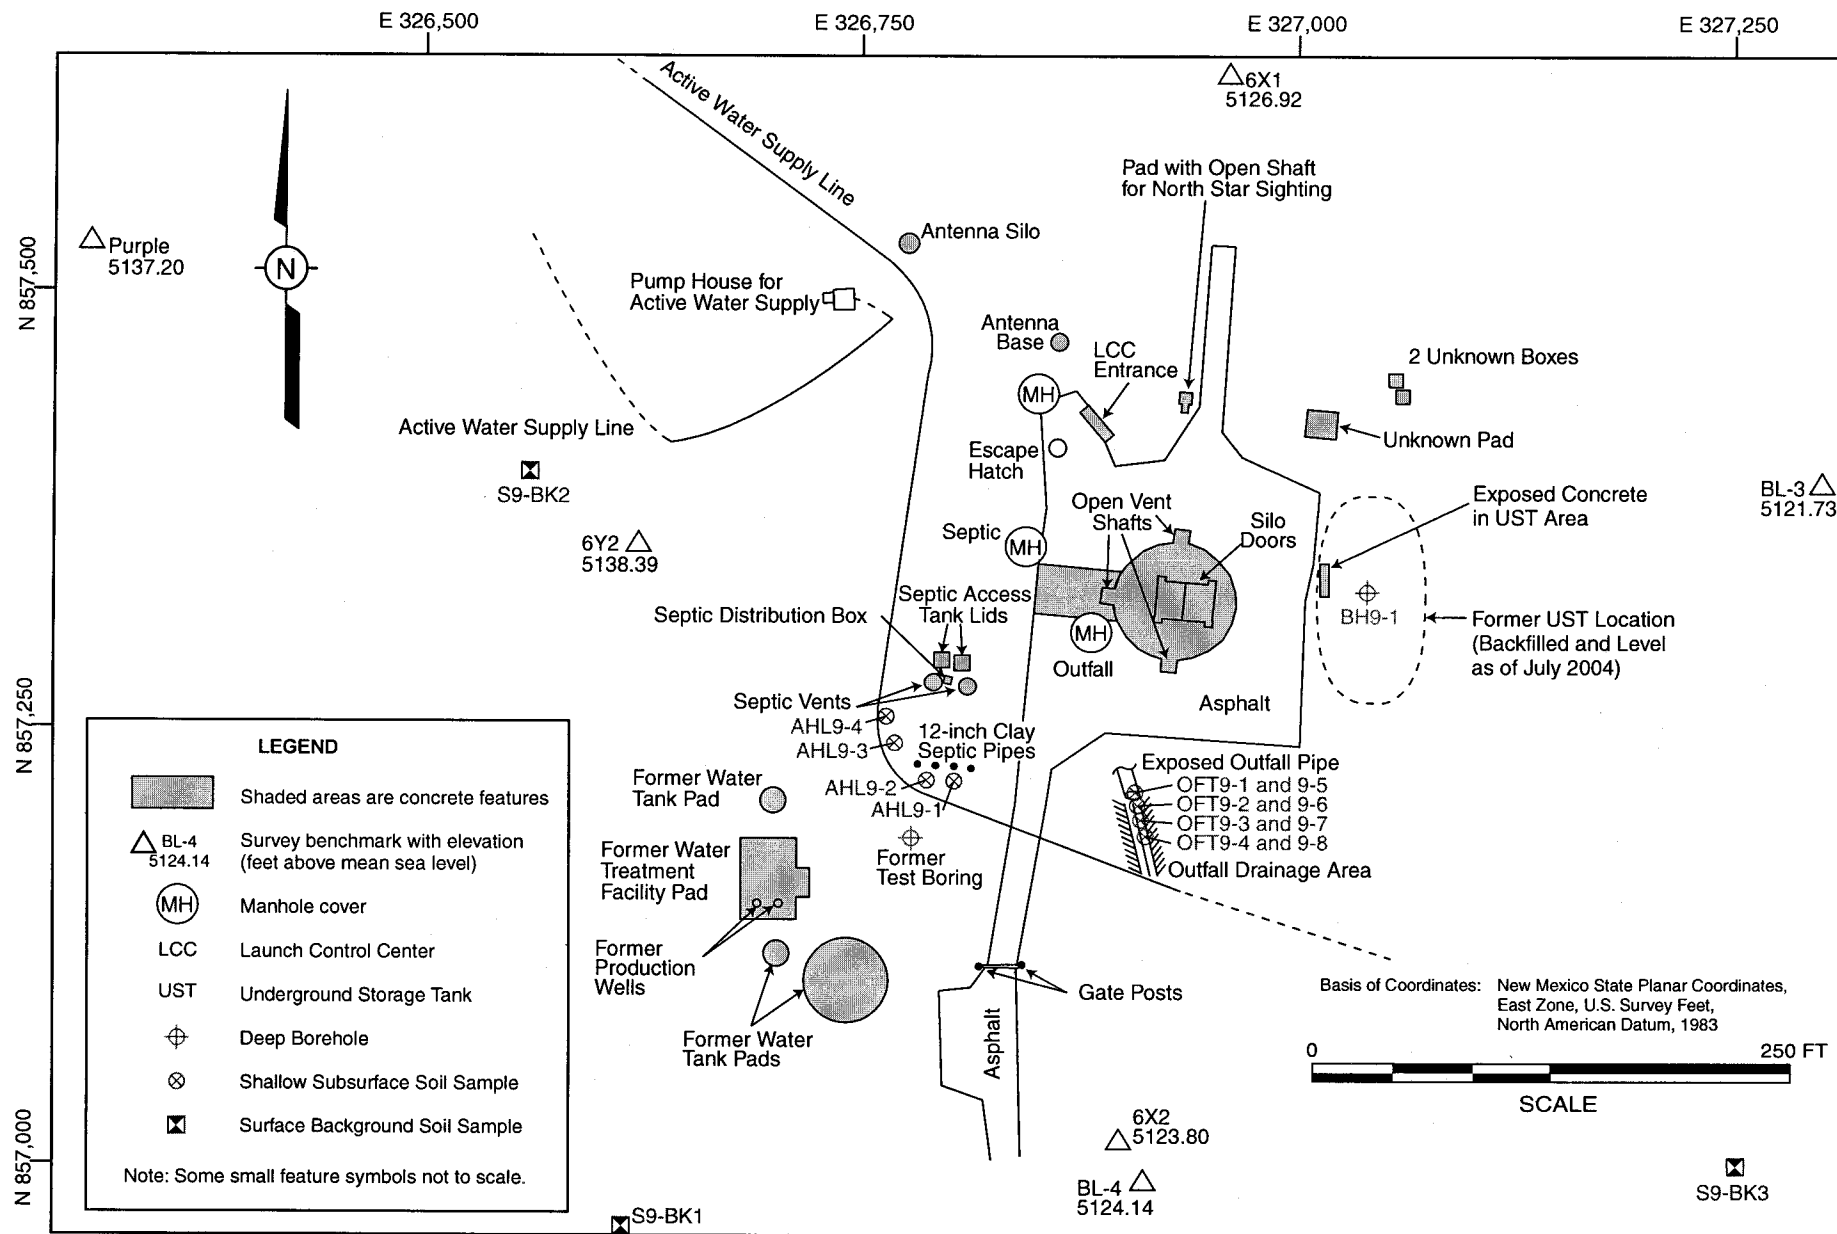 E 326,500
E 326,750
E 327,000
E 327,250
N 857,500
N 857,250
N 857,000
Active Water Supply Line
6X1
5126.92
Pad with Open Shaft
for North Star Sighting
Purple
5137.20
N
Antenna Silo
Pump House for
Active Water Supply
Antenna
Base
LCC
Entrance
MH
2 Unknown Boxes
Unknown Pad
Active Water Supply Line
S9-BK2
Escape
Hatch
Open Vent
Shafts
Silo
Doors
Exposed Concrete
in UST Area
BL-3
5121.73
6Y2
5138.39
Septic
MH
Septic Access
Tank Lids
Septic Distribution Box
MH
Outfall
BH9-1
Former UST Location
(Backfilled and Level
as of July 2004)
Septic Vents
Asphalt
AHL9-4
AHL9-3
12-inch Clay
Septic Pipes
AHL9-2
AHL9-1
Exposed Outfall Pipe
OFT9-1 and 9-5
OFT9-2 and 9-6
OFT9-3 and 9-7
OFT9-4 and 9-8
Outfall Drainage Area
Former Water
Tank Pad
Former Water
Treatment
Facility Pad
Former
Test Boring
Former
Production
Wells
Former Water
Tank Pads
Gate Posts
Asphalt
LEGEND
Shaded areas are concrete features
BL-4
5124.14
Survey benchmark with elevation
(feet above mean sea level)
MH
Manhole cover
LCC
Launch Control Center
UST
Underground Storage Tank
Deep Borehole
Shallow Subsurface Soil Sample
Surface Background Soil Sample
Note: Some small feature symbols not to scale.
Basis of Coordinates: New Mexico State Planar Coordinates,
East Zone, U.S. Survey Feet,
North American Datum, 1983
0
250 FT
SCALE
6X2
5123.80
BL-4
5124.14
S9-BK1
S9-BK3